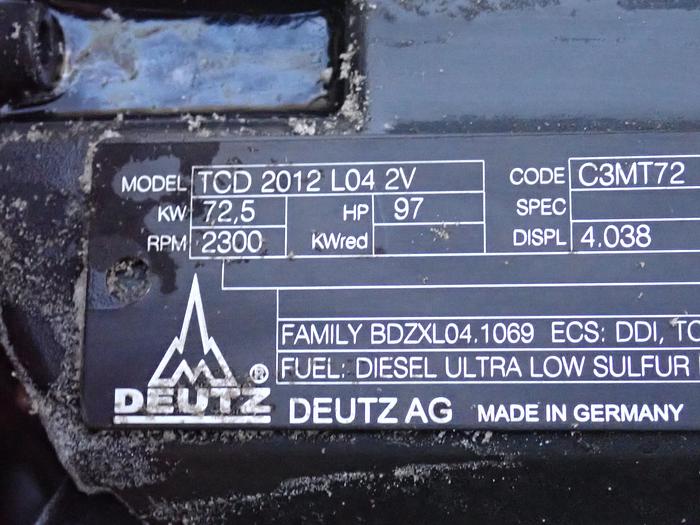 MODEL TCD 2012 L04 2V CODE C3MT72
KW 72,5 HP 97 SPEC
RPM 2300 KWred DISPL 4.038
FAMILY BDZXL04.1069 ECS: DDI,
FUEL: DIESEL ULTRA LOW SULFUR
DEUTZ ® DEUTZ AG MADE IN GERMANY